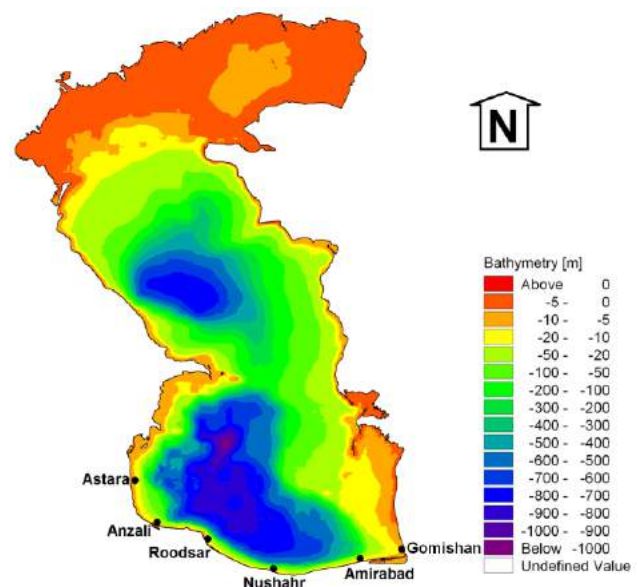 N
Bathymetry [m]
Above 0
-5 - 0
-10 - -5
-20 - -10
-50 - -20
-100 - -50
-200 - -100
-300 - -200
-400 - -300
-500 - -400
-600 - -500
-700 - -600
-800 - -700
-900 - -800
-1000 - -900
Below -1000
Undefined Value
Astara
Anzali
Roodsar
Nushahr
Amirabad
Gomishan